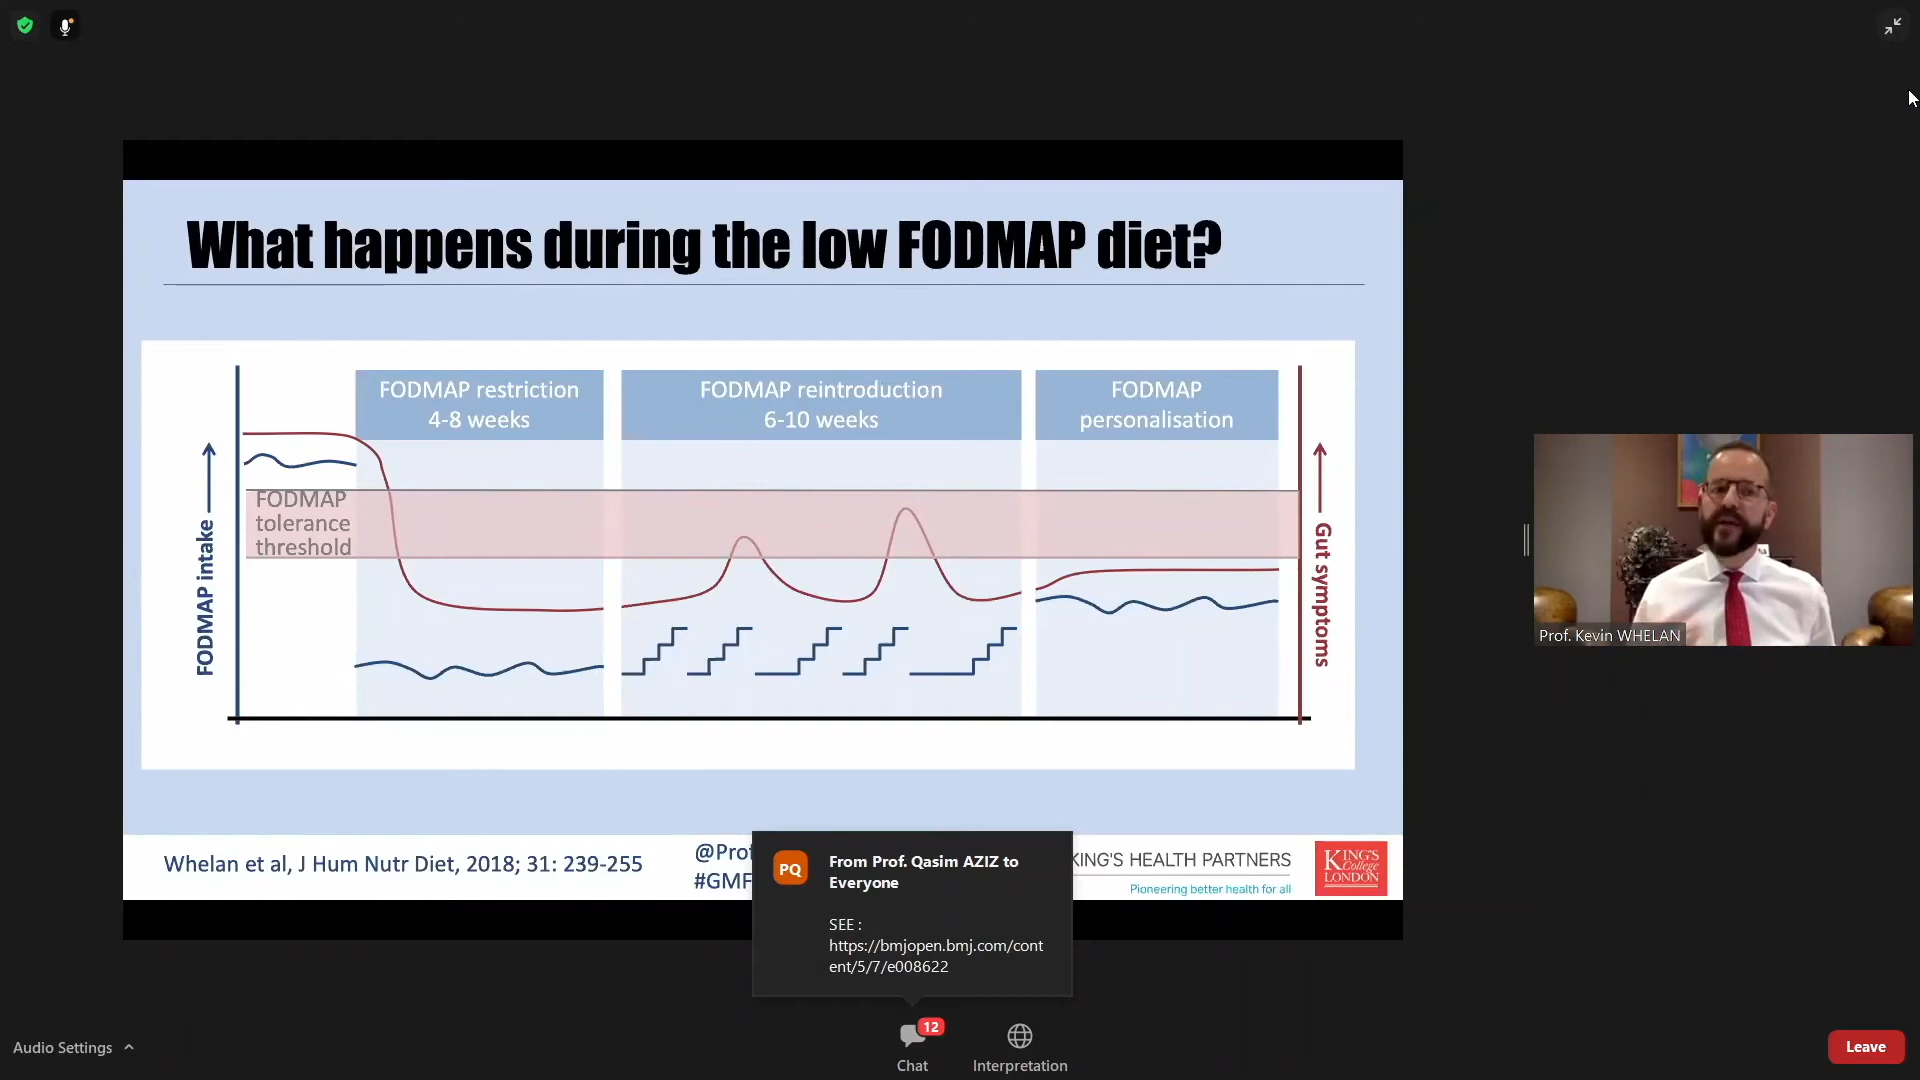 What happens during the low FODMAP diet?
FODMAP restriction
4-8 weeks
FODMAP reintroduction
6-10 weeks
FODMAP
personalisation
FODMAP
tolerance
threshold
FODMAP intake
Gut symptoms
Prof. Kevin WHELAN
Whelan et al, J Hum Nutr Diet, 2018; 31: 239-255
@Prof
#GMF
KING'S HEALTH PARTNERS
Pioneering better health for all
KING'S
College
LONDON
PQ
From Prof. Qasim AZIZ to
Everyone
SEE :
https://bmjopen.bmj.com/cont
ent/5/7/e008622
12
Chat
Interpretation
Audio Settings
Leave